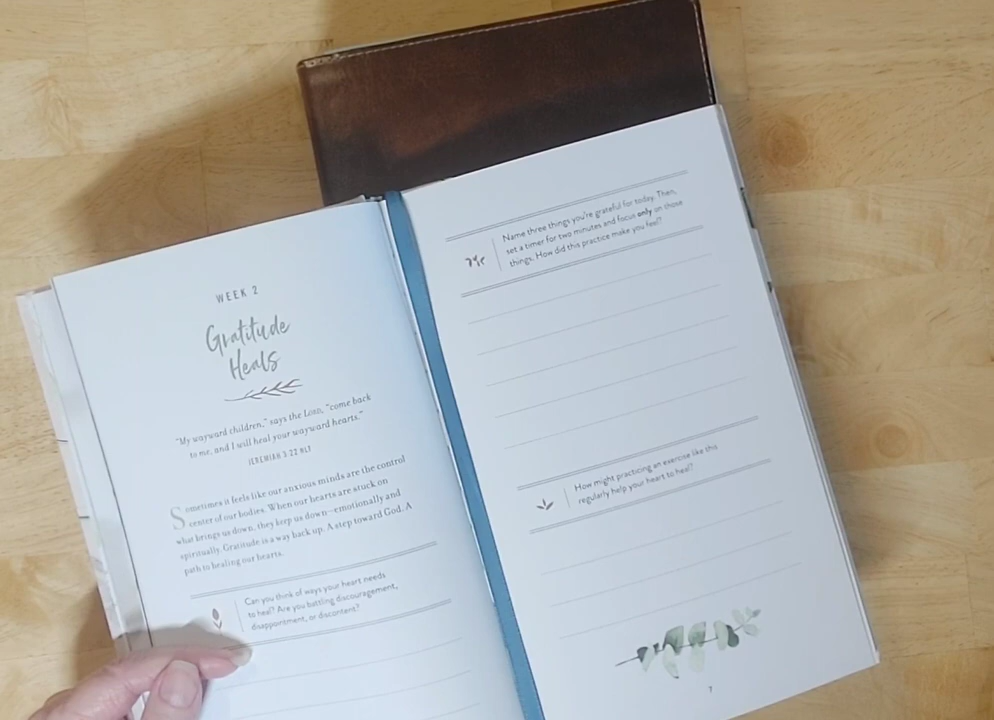 WEEK 2
Gratitude
Heals
"My wayward children," says the LORD, "come back
to me, and I will heal your wayward hearts."
JEREMIAH 3:22 NLT
Sometimes it feels like our anxious minds are the control
center of our bodies. When our hearts are stuck on
what brings us down, they keep us down—emotionally and
spiritually. Gratitude is a way back up. A step toward God. A
path to healing our hearts.
Can you think of ways your heart needs
to heal? Are you battling discouragement,
disappointment, or discontent?
Name three things you're grateful for today. Then,
set a timer for two minutes and focus only on those
things. How did this practice make you feel?
How might practicing an exercise like this
regularly help your heart to heal?
7